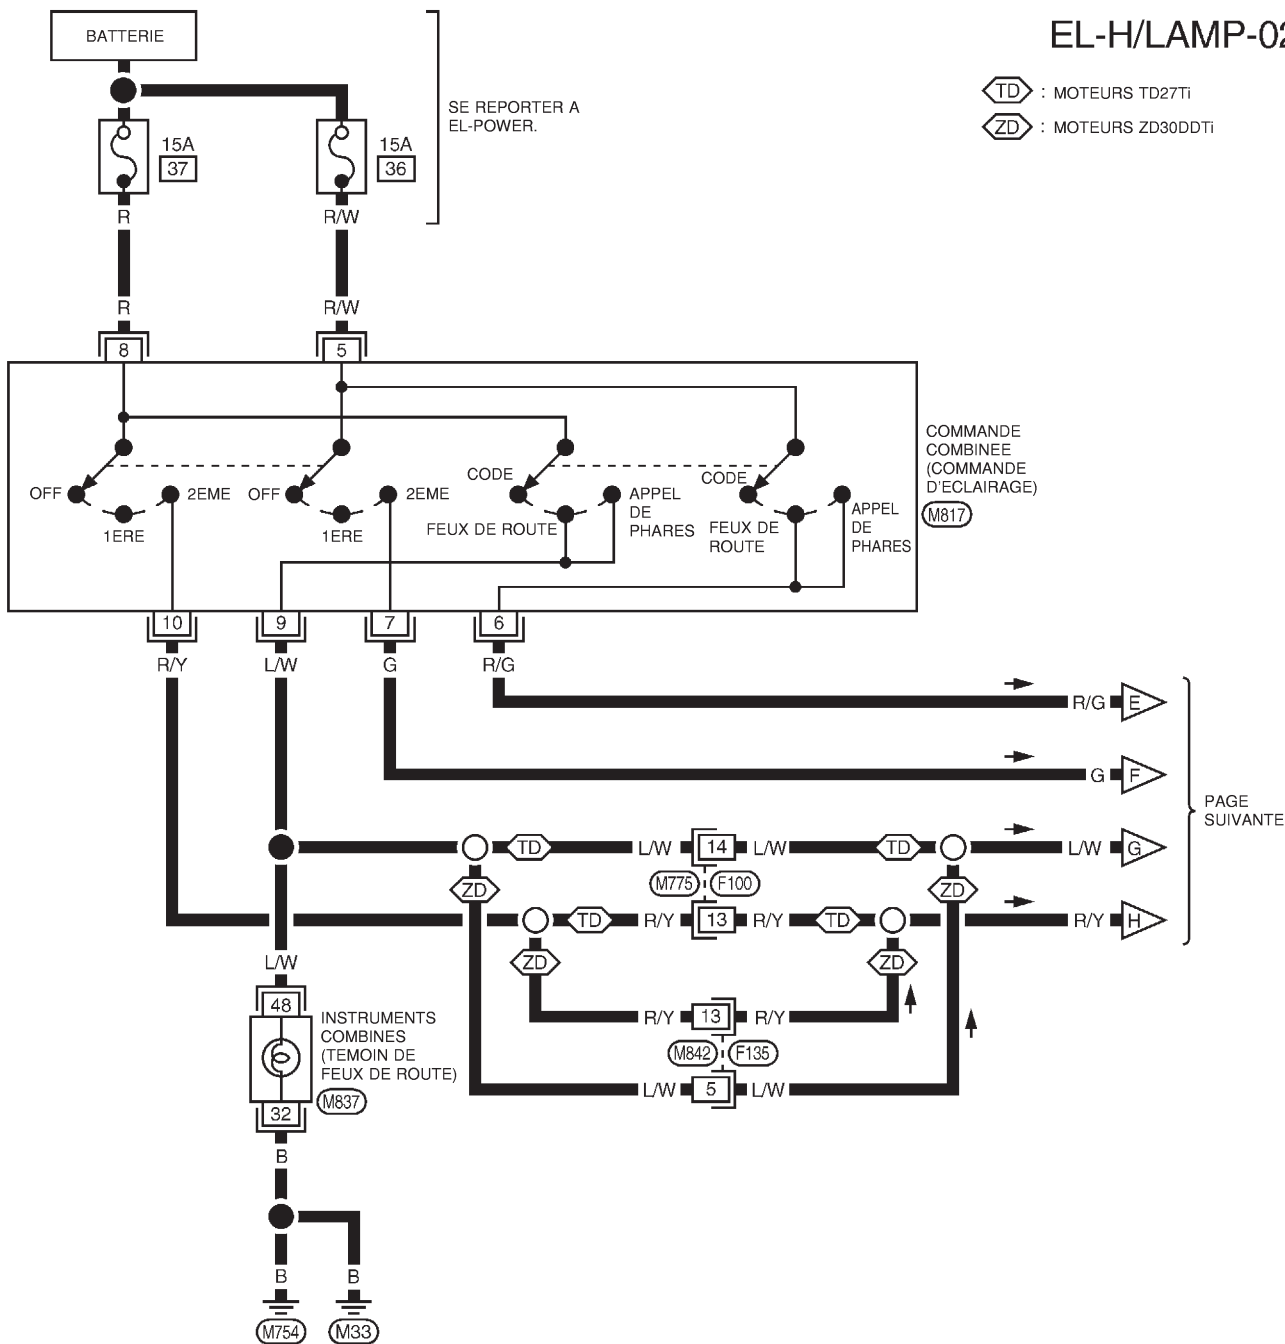 EL-H/LAMP-02
BATTERIE
TD : MOTEURS TD27Ti
ZD : MOTEURS ZD30DDTi
SE REPORTER A
EL-POWER.
15A
37
15A
36
R
R/W
R
R/W
8
5
COMMANDE
COMBINEE
(COMMANDE
D'ECLAIRAGE)
M817
OFF
1ERE
2EME
OFF
1ERE
2EME
CODE
FEUX DE ROUTE
APPEL
DE
PHARES
CODE
FEUX DE
ROUTE
APPEL
DE
PHARES
10
9
7
6
R/Y
L/W
G
R/G
R/G
E
G
F
PAGE
SUIVANTE
TD
L/W
14
L/W
TD
L/W
G
ZD
M775
F100
ZD
TD
R/Y
13
R/Y
TD
R/Y
H
ZD
ZD
L/W
48
INSTRUMENTS
COMBINES
(TEMOIN DE
FEUX DE ROUTE)
M837
32
R/Y
13
R/Y
M842
F135
L/W
5
L/W
B
B
B
M754
M33